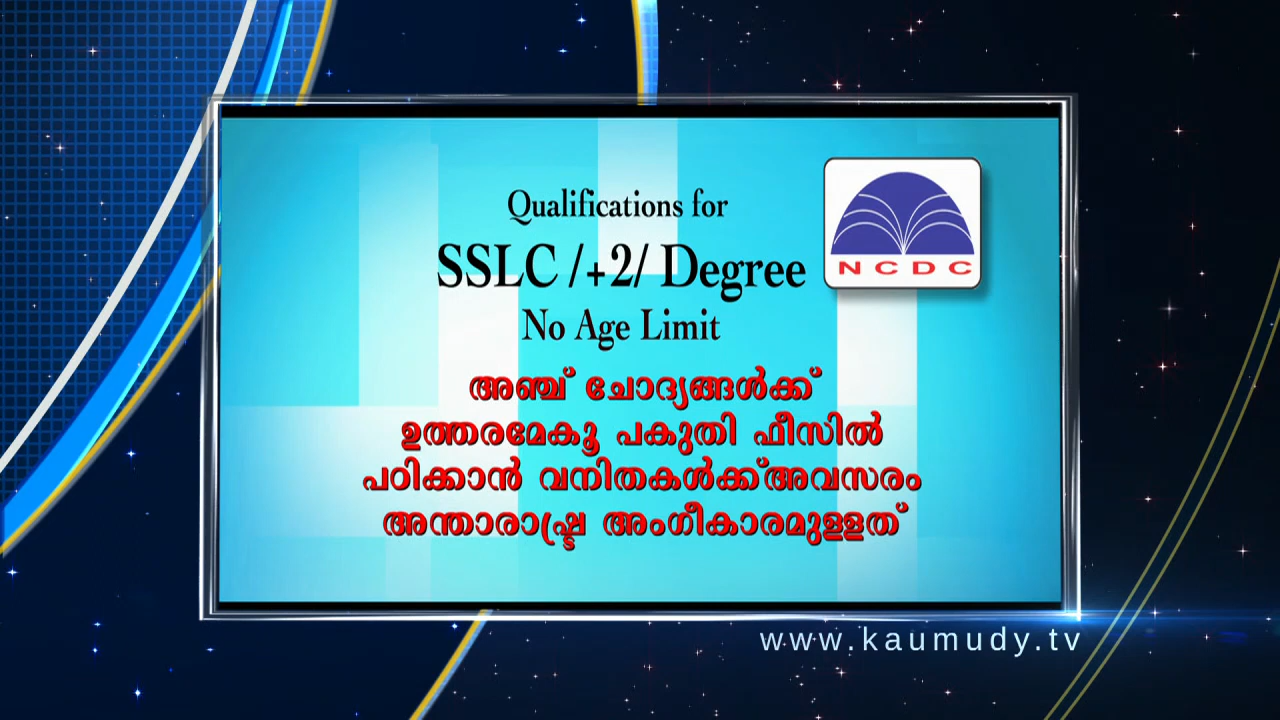 Qualifications for
SSLC /+2/ Degree
No Age Limit
NCDC
അഞ്ച് ചോദ്യങ്ങൾക്ക്
ഉത്തരമേകൂ പകുതി ഫീസിൽ
പഠിക്കാൻ വനിതകൾക്ക്അവസരം
അന്താരാഷ്ട്ര അംഗീകാരമുള്ളത്
www.kaumudy.tv